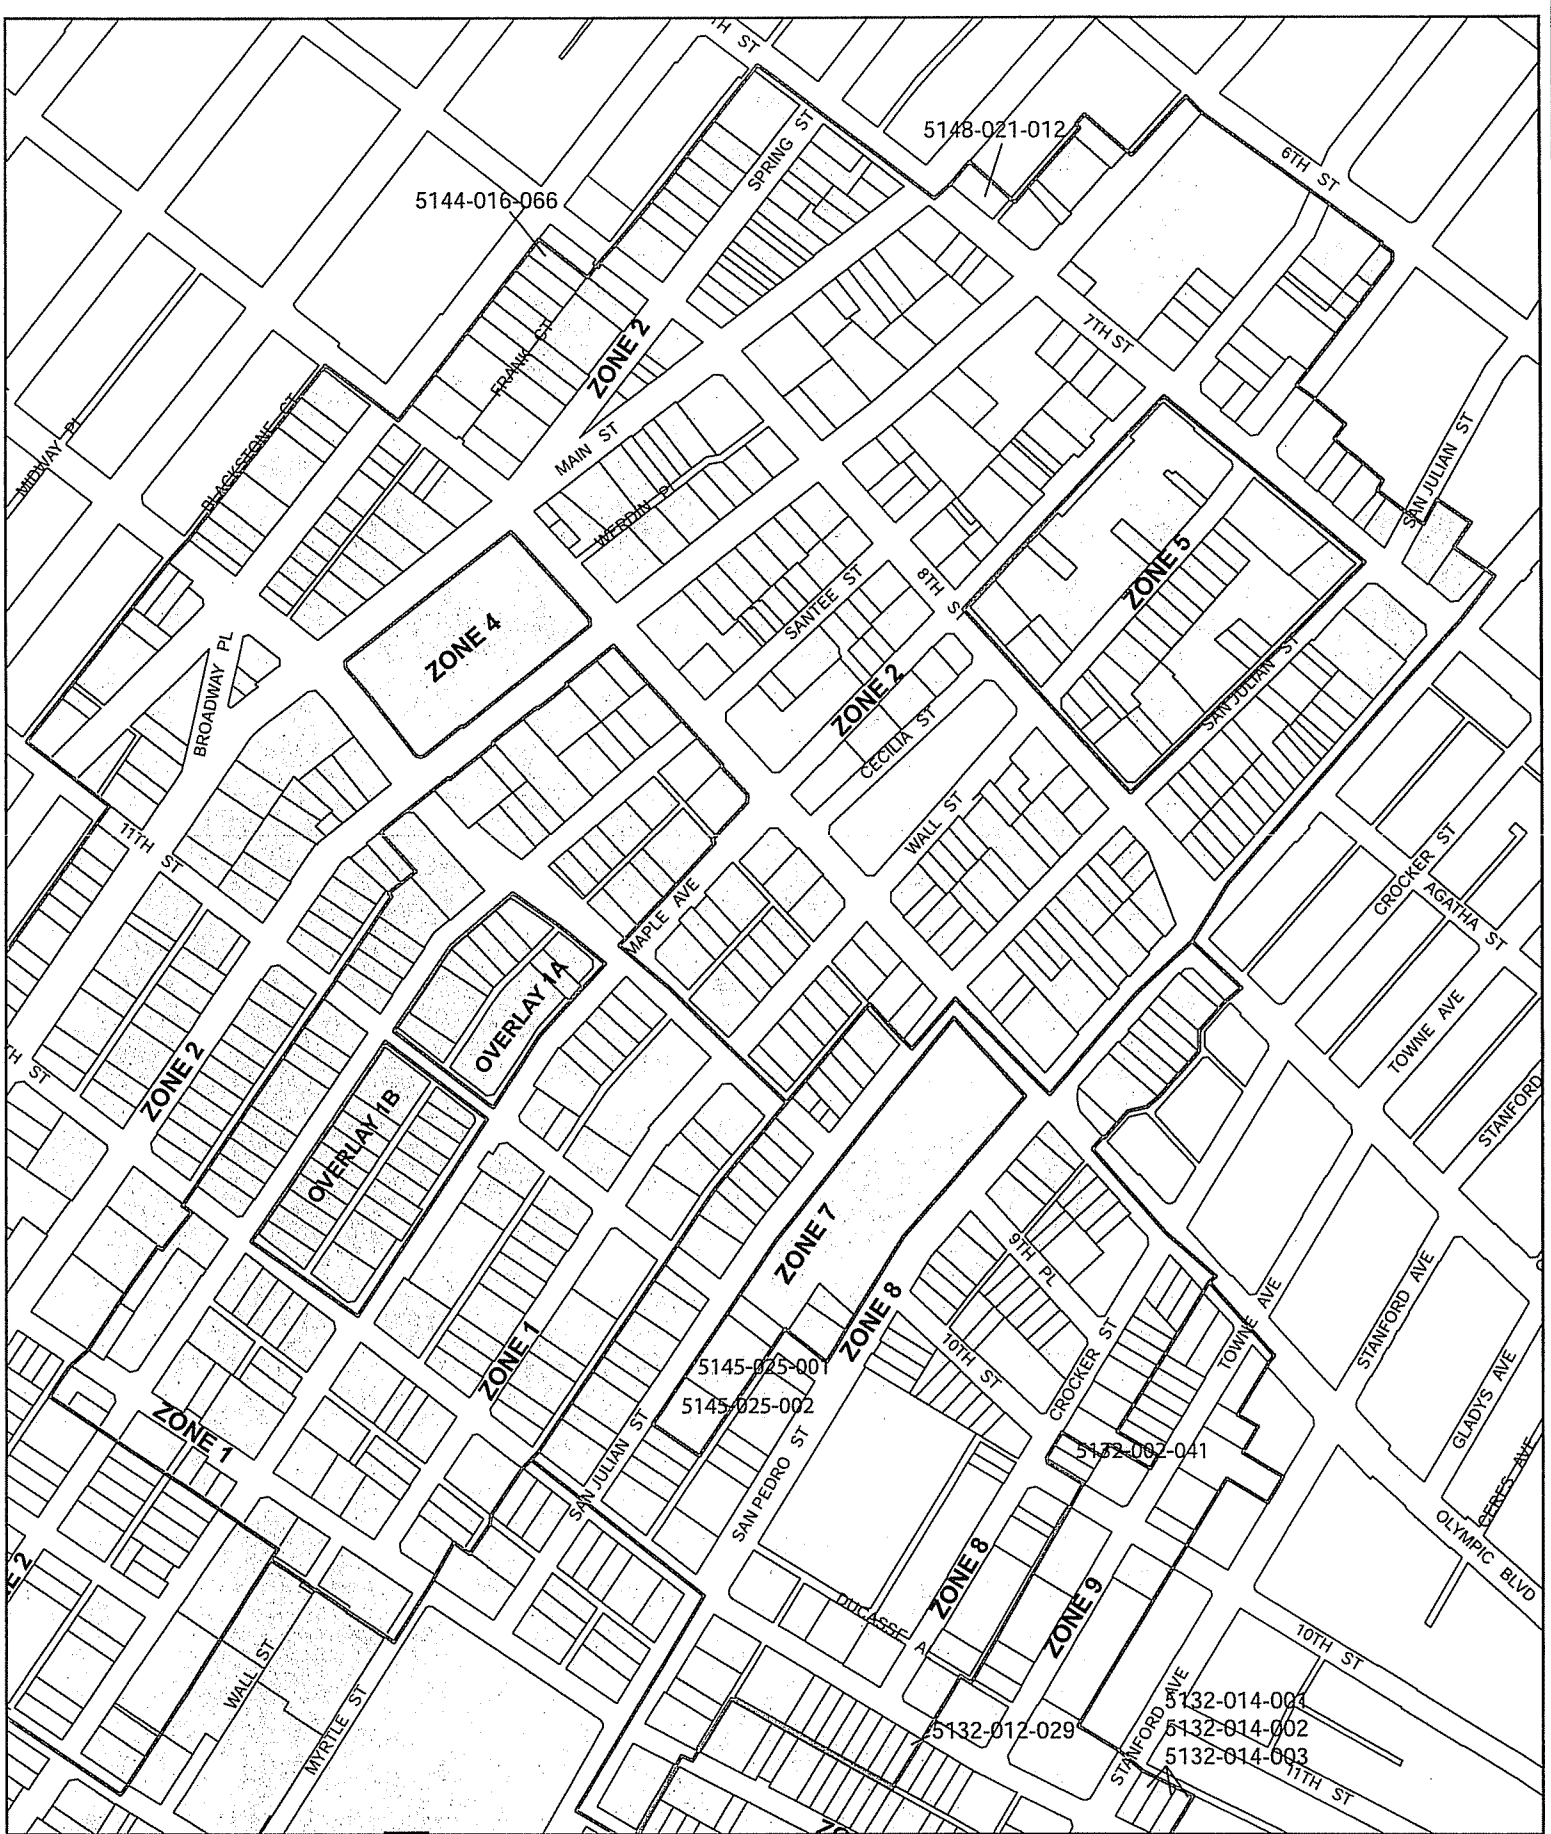 TH ST
5148-021-012
SPRING ST
6TH ST
5144-016-066
7TH ST
FRANK CT
ZONE 2
MAIN ST
BLACKSTONE CT
MIDWAY Pl
SAN JULIAN ST
WERDIN Pl
ZONE 5
8TH St
SANTEE ST
ZONE 4
BROADWAY PL
ZONE 2
SAN JULIAN ST
CECILIA ST
WALL ST
11TH ST
CROCKER ST
AGATHA ST
MAPLE AVE
OVERLAY 1A
TOWNE AVE
TH ST
ZONE 2
STANFORD
OVERLAY 1B
ZONE 7
9TH PL
ZONE 8
TOWNE AVE
STANFORD AVE
ZONE 1
10TH ST
5145-025-001
5145-025-002
CROCKER ST
GLADYS AVE
ZONE 1
SAN JULIAN ST
SAN PEDRO ST
5132-002-041
CERES AVE
OLYMPIC BLVD
E 2
ZONE 8
DUCASSE A
ZONE 9
10TH ST
WALL ST
MYRTLE ST
STANFORD AVE
5132-014-001
5132-014-002
5132-014-003
5132-012-029
11TH ST